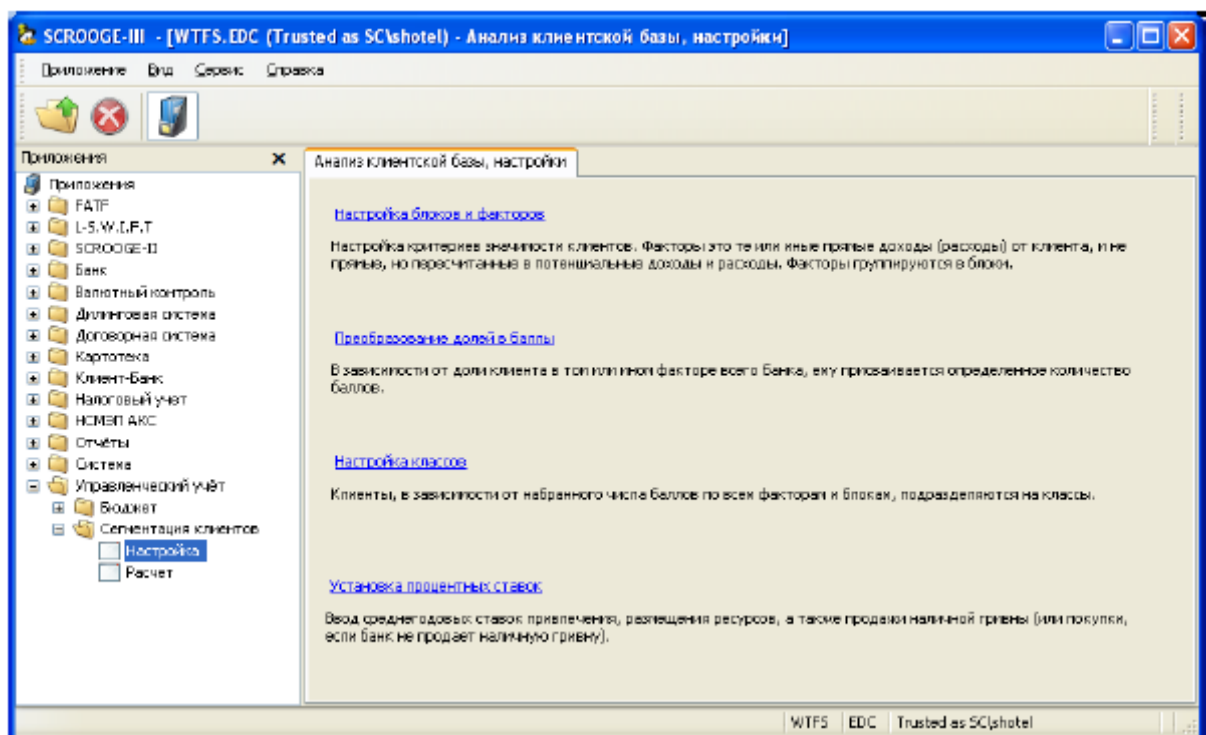 SCROOGE-III - [WTFS.EDC (Trusted as SC\shotel) - Анализ клиентской базы, настройки]
Приложение Вид Сервис Справка
Приложения
Анализ клиентской базы, настройки
Приложения
FATF
L-S.W.I.F.T
SCROOGE-II
Банк
Валютный контроль
Дилинговая система
Договорная система
Картотека
Клиент-Банк
Налоговый учет
НСМЭП АКС
Отчёты
Система
Управленческий учёт
Бюджет
Сегментация клиентов
Настройка
Расчет
Настройка блоков и факторов
Настройка критериев значимости клиентов. Факторы это те или иные прямые доходы (расходы) от клиента, и не
прямые, но пересчитанные в потенциальные доходы и расходы. Факторы группируются в блоки.
Преобразование долей в баллы
В зависимости от доли клиента в том или ином факторе всего Банка, ему присваивается определенное количество
баллов.
Настройка классов
Клиенты, в зависимости от набранного числа баллов по всем факторам и блокам, подразделяются на классы.
Установка процентных ставок
Ввод среднегодовых ставок привлечения, размещения ресурсов, а также продажи наличной гривны (или покупки,
если банк не продает наличную гривну).
WTFS EDC Trusted as SC\shotel